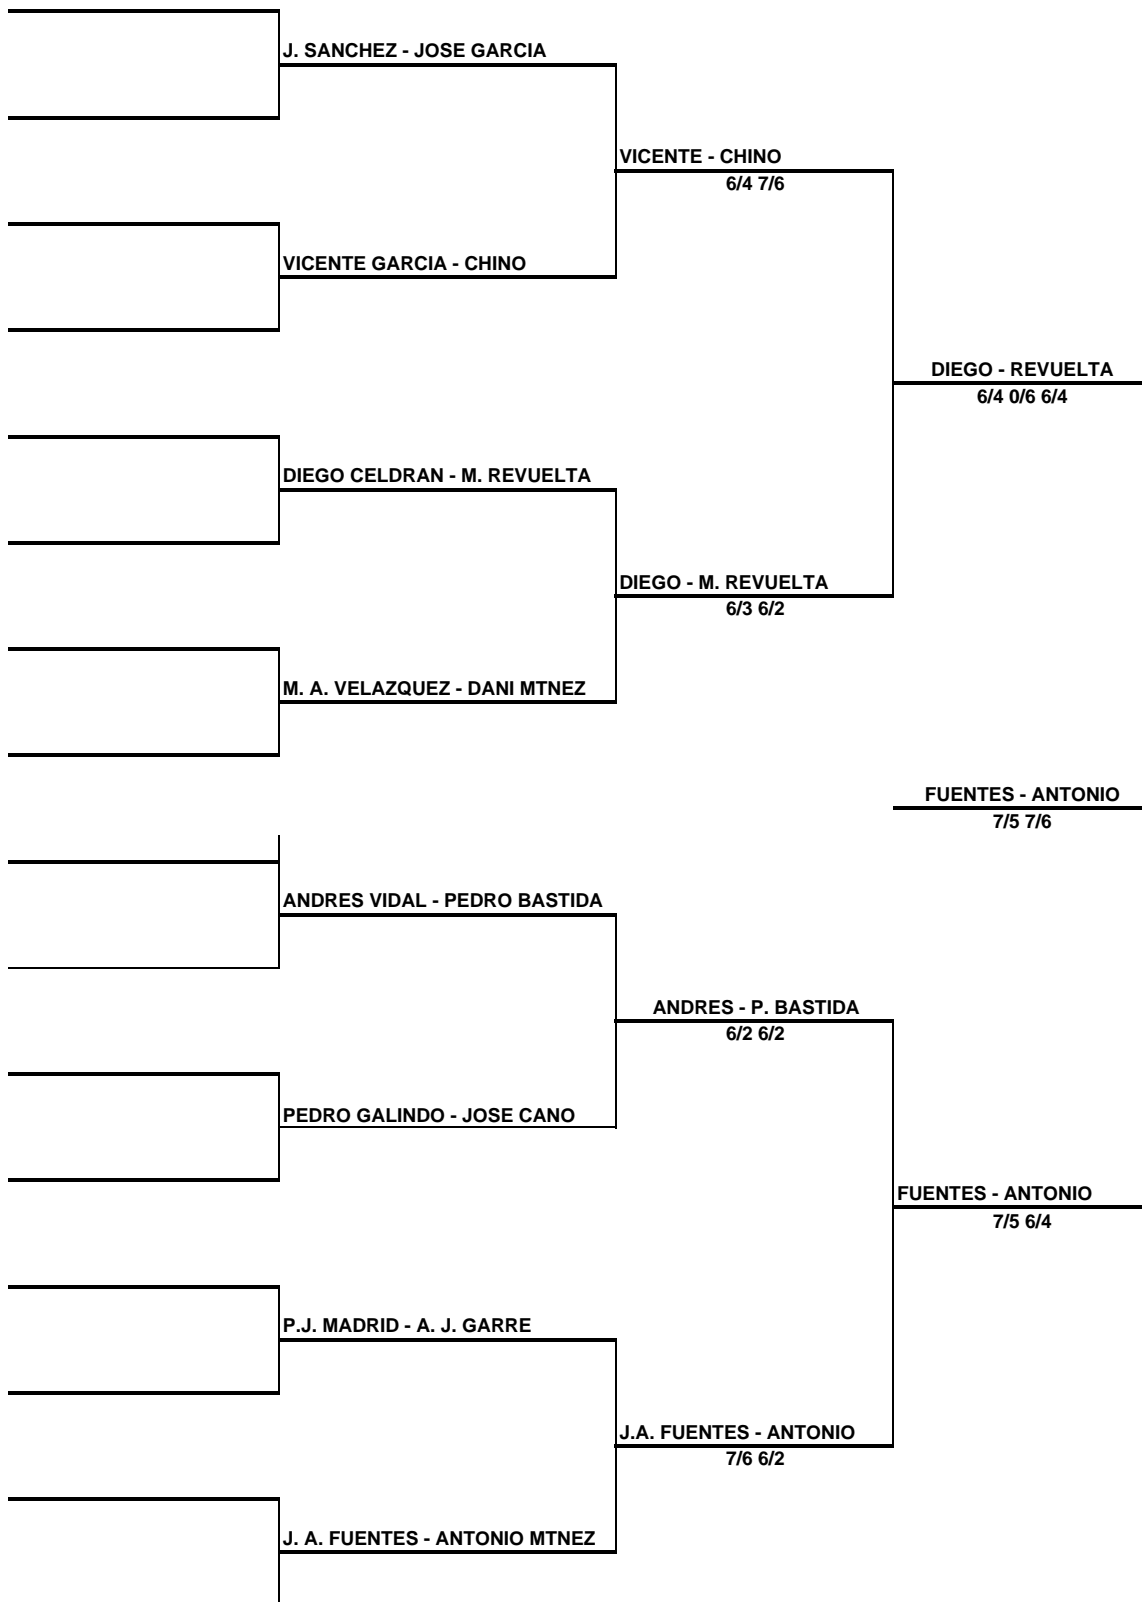 J. SANCHEZ - JOSE GARCIA
VICENTE - CHINO
6/4 7/6
VICENTE GARCIA - CHINO
DIEGO - REVUELTA
6/4 0/6 6/4
DIEGO CELDRAN - M. REVUELTA
DIEGO - M. REVUELTA
6/3 6/2
M. A. VELAZQUEZ - DANI MTNEZ
FUENTES - ANTONIO
7/5 7/6
ANDRES VIDAL - PEDRO BASTIDA
ANDRES - P. BASTIDA
6/2 6/2
PEDRO GALINDO - JOSE CANO
FUENTES - ANTONIO
7/5 6/4
P.J. MADRID - A. J. GARRE
J.A. FUENTES - ANTONIO
7/6 6/2
J. A. FUENTES - ANTONIO MTNEZ